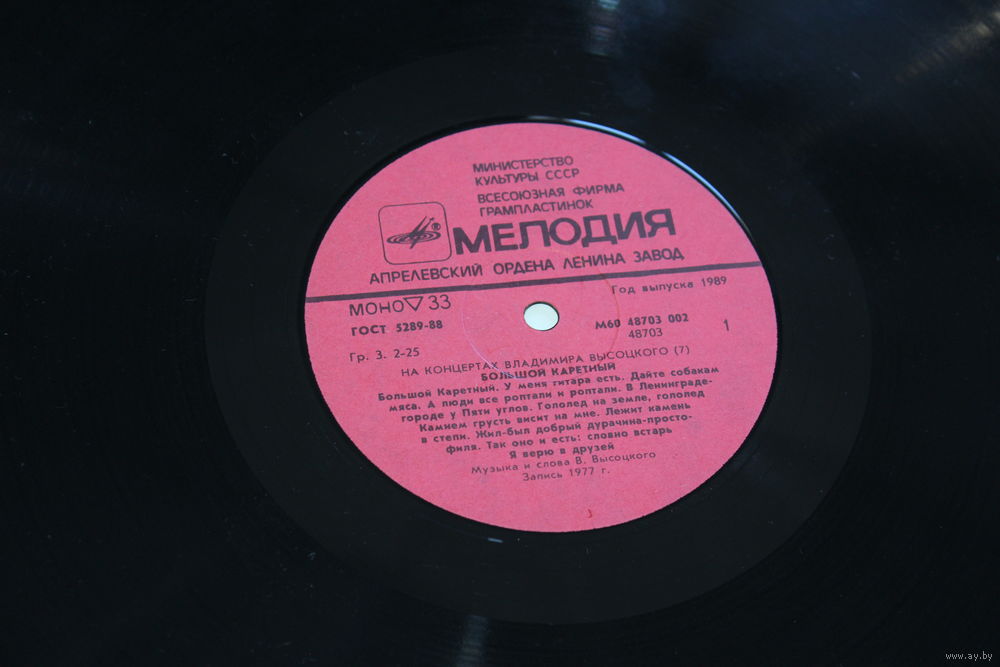 МИНИСТЕРСТВО
КУЛЬТУРЫ СССР
ВСЕСОЮЗНАЯ ФИРМА
ГРАМПЛАСТИНОК
®
МЕЛОДИЯ
АПРЕЛЕВСКИЙ ОРДЕНА ЛЕНИНА ЗАВОД
МОНО▽33
Год выпуска 1989
ГОСТ 5289-88
М60 48703 002
48703
1
Гр. 3. 2-25
НА КОНЦЕРТАХ ВЛАДИМИРА ВЫСОЦКОГО (7)
БОЛЬШОЙ КАРЕТНЫЙ
Большой Каретный. У меня гитара есть. Дайте собакам
мяса. А люди все роптали и роптали. В Ленинграде-
городе у Пяти углов. Гололед на земле, гололед
Камнем грусть висит на мне. Лежит камень
в степи. Жил-был добрый дурачина-просто-
филя. Так оно и есть: словно встарь
Я верю в друзей
Музыка и слова В. Высоцкого
Запись 1977 г.
3
www.ay.by